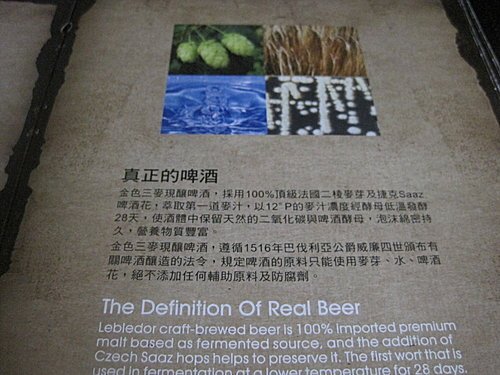 真正的啤酒
金色三麥現釀啤酒，採用100%頂級法國二稜麥芽及捷克Saaz
啤酒花，萃取第一道麥汁，以12°P的麥汁濃度經酵母低溫發酵
28天，使酒體中保留天然的二氧化碳與啤酒酵母，泡沫綿密持
久，營養物質豐富。
金色三麥現釀啤酒，遵循1516年巴伐利亞公爵威廉四世頒布有
關啤酒釀造的法令，規定啤酒的原料只能使用麥芽、水、啤酒
花，絕不添加任何輔助原料及防腐劑。
The Definition Of Real Beer
Lebledor craft-brewed beer is 100% imported premium
malt based as fermented source, and the addition of
Czech Saaz hops helps to preserve it. The first wort that is
used in fermentation at a lower temperature for 28 days.